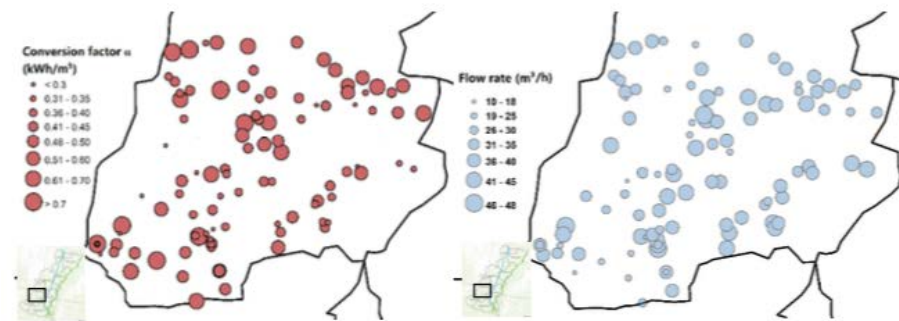 Conversion factor α
(kWh/m³)
< 0.3
0.31 - 0.35
0.36 - 0.40
0.41 - 0.45
0.46 - 0.50
0.51 - 0.60
0.61 - 0.70
> 0.7
Flow rate (m³/h)
10 - 18
19 - 25
26 - 30
31 - 35
36 - 40
41 - 45
46 - 48